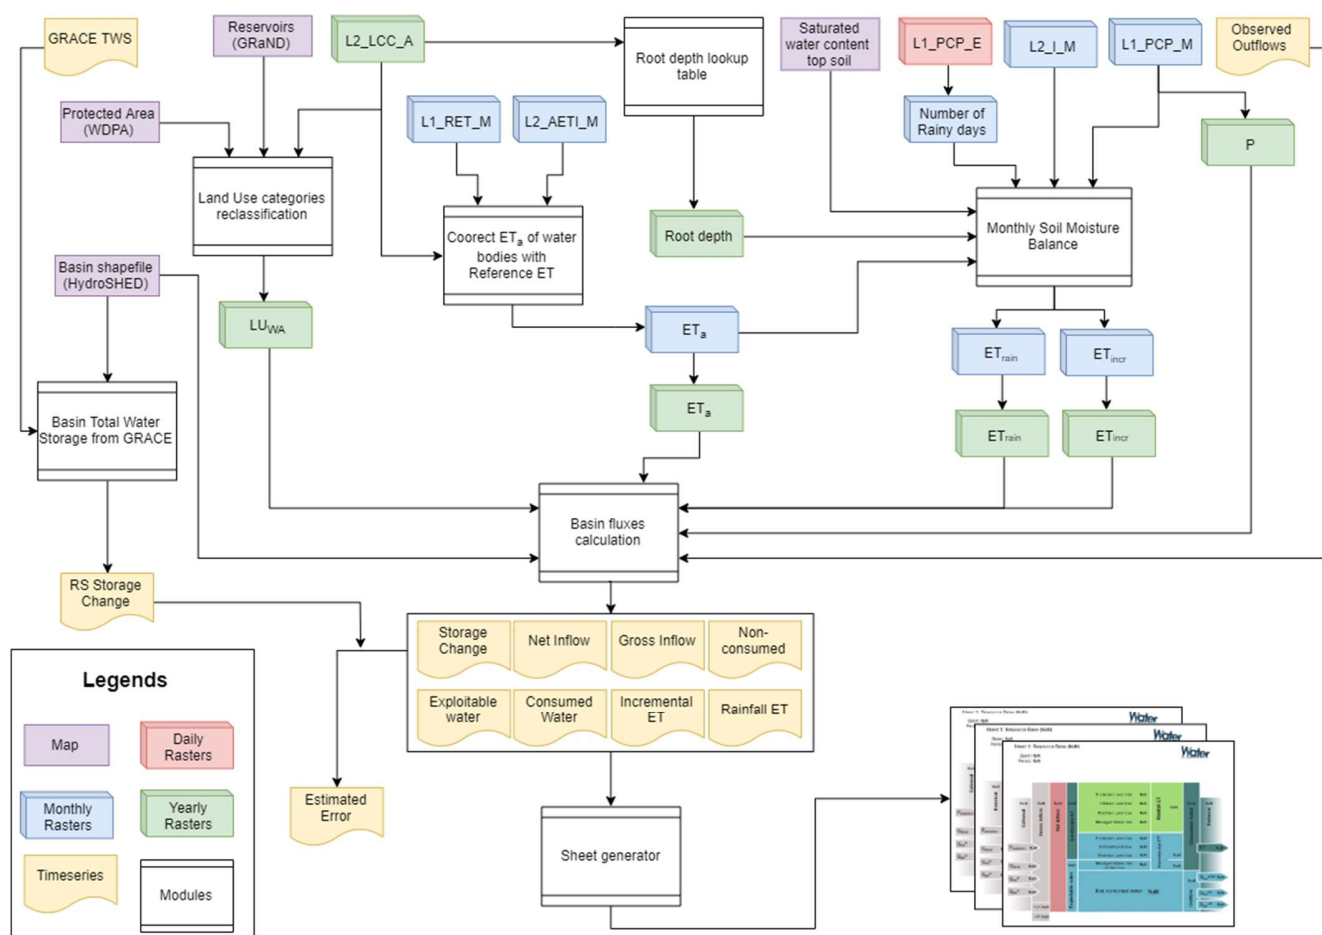 GRACE TWS
Reservoirs
(GRaND)
L2_LCC_A
Root depth lookup
table
Saturated
water content
top soil
L1_PCP_E
L2_I_M
L1_PCP_M
Observed
Outflows
Protected Area
(WDPA)
L1_RET_M
L2_AETI_M
Number of
Rainy days
P
Land Use categories
reclassification
Coorect ETa of water
bodies with
Reference ET
Root depth
Monthly Soil Moisture
Balance
Basin shapefile
(HydroSHED)
LUWA
ETa
ETrain
ETincr
Basin Total Water
Storage from GRACE
ETa
ETrain
ETincr
Basin fluxes
calculation
RS Storage
Change
Storage
Change
Net Inflow
Gross Inflow
Non-
consumed
Exploitable
water
Consumed
Water
Incremental
ET
Rainfall ET
Legends
Map
Daily
Rasters
Monthly
Rasters
Yearly
Rasters
Timeseries
Modules
Estimated
Error
Sheet generator
Water
Water
Water
Sheet 1: Resource Base (NaN)